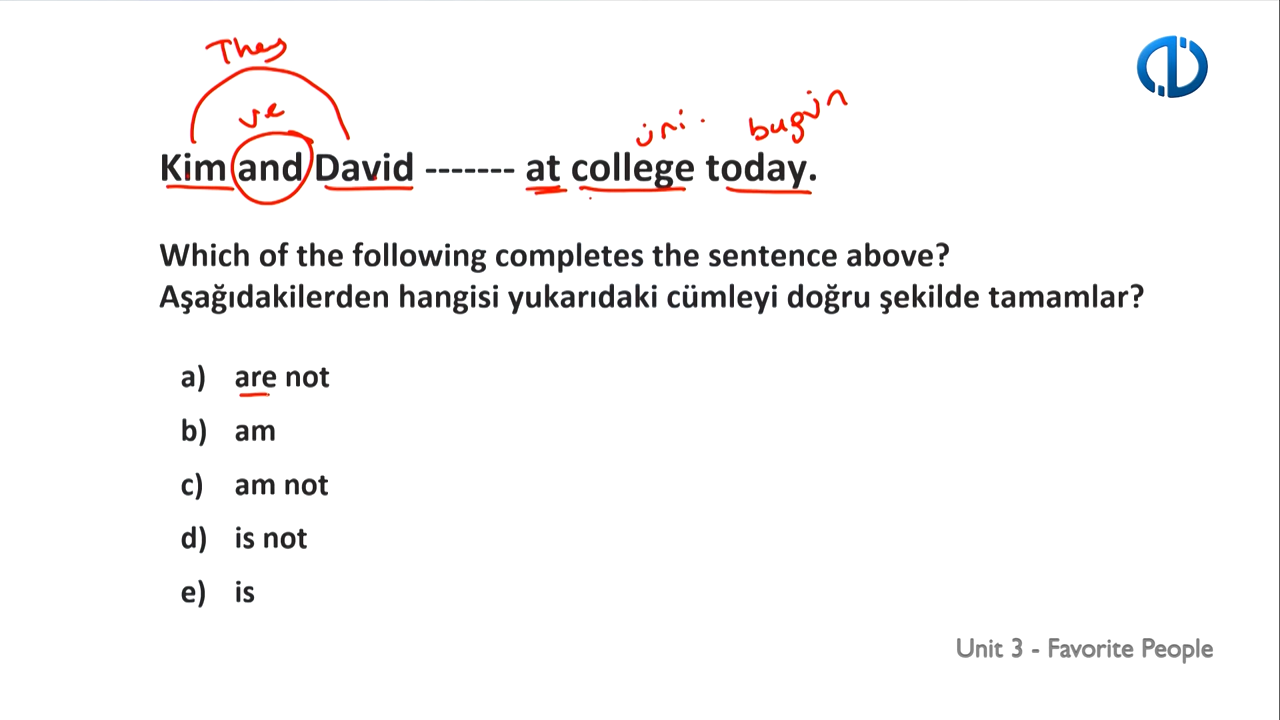 They
ve
üni. bugün
Kim and David ------- at college today.
Which of the following completes the sentence above?
Aşağıdakilerden hangisi yukarıdaki cümleyi doğru şekilde tamamlar?
a) are not
b) am
c) am not
d) is not
e) is
Unit 3 - Favorite People